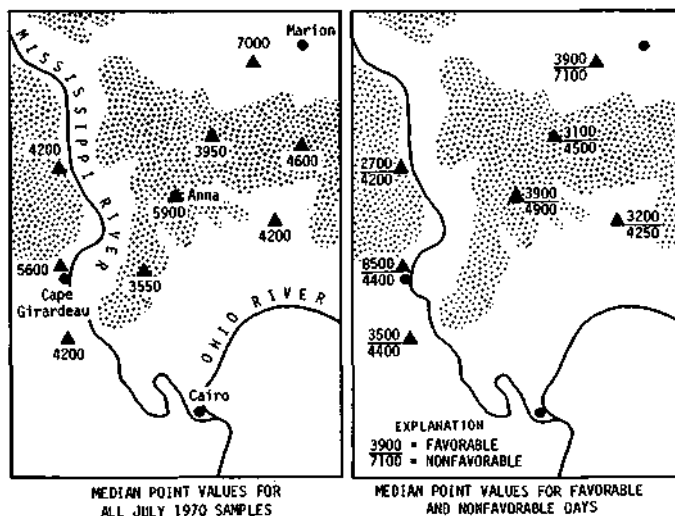 Marion
7000
MISSISSIPPI RIVER
3950
4600
4200
Anna
5900
4200
5600
Cape
Girardeau
3550
4200
OHIO RIVER
Cairo
MEDIAN POINT VALUES FOR
ALL JULY 1970 SAMPLES
3900
7100
3100
4500
2700
4200
3900
4900
3200
4250
8500
4400
3500
4400
EXPLANATION
3900 = FAVORABLE
7100 = NONFAVORABLE
MEDIAN POINT VALUES FOR FAVORABLE
AND NONFAVORABLE DAYS